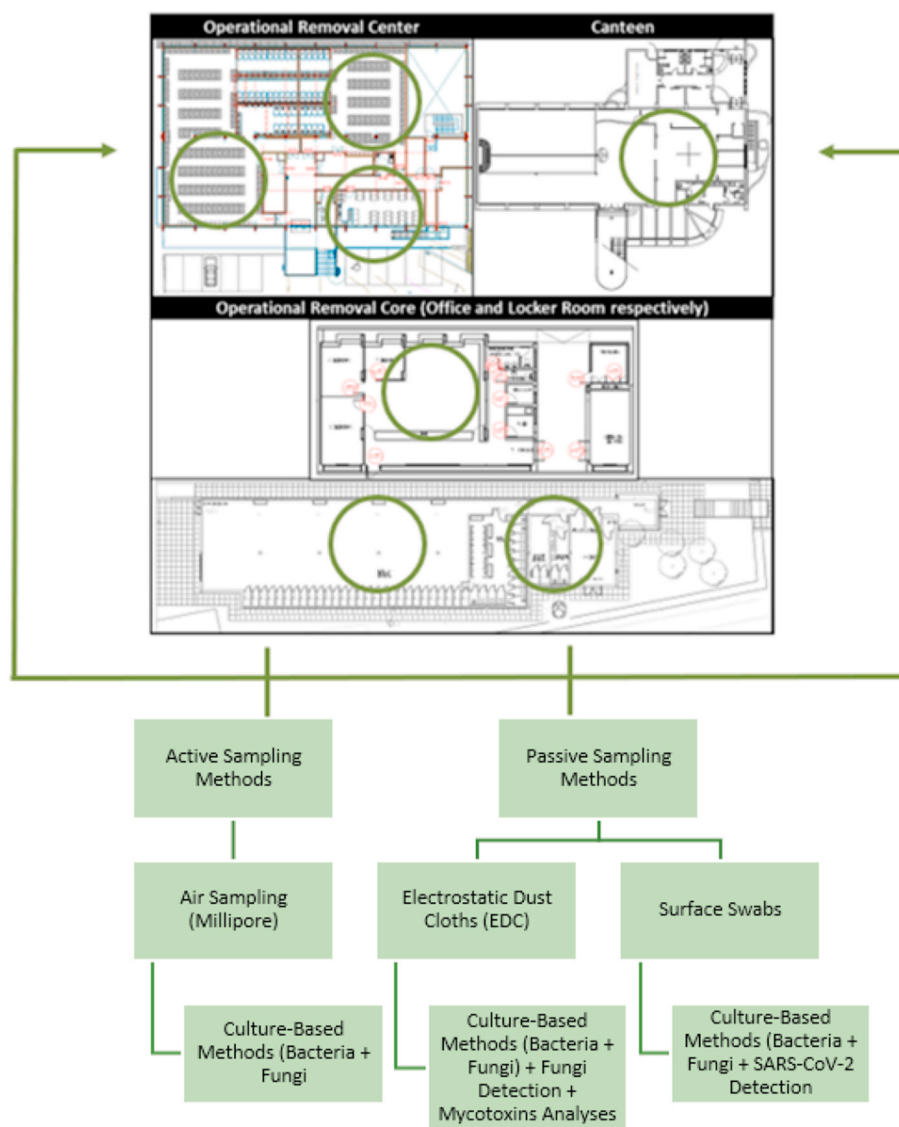 Operational Removal Center
Canteen
Operational Removal Core (Office and Locker Room respectively)
Active Sampling
Methods
Passive Sampling
Methods
Air Sampling
(Millipore)
Electrostatic Dust
Cloths (EDC)
Surface Swabs
Culture-Based
Methods (Bacteria +
Fungi
Culture-Based
Methods (Bacteria +
Fungi) + Fungi
Detection +
Mycotoxins Analyses
Culture-Based
Methods (Bacteria +
Fungi + SARS-CoV-2
Detection